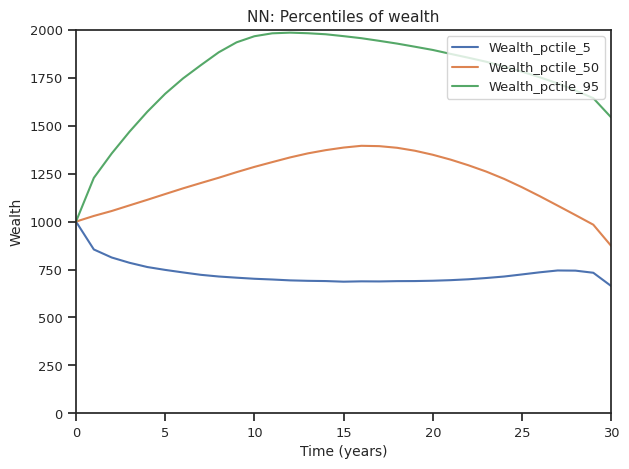 NN: Percentiles of wealth
Wealth_pctile_5
Wealth_pctile_50
Wealth_pctile_95
Wealth
2000
1750
1500
1250
1000
750
500
250
0
0 5 10 15 20 25 30
Time (years)